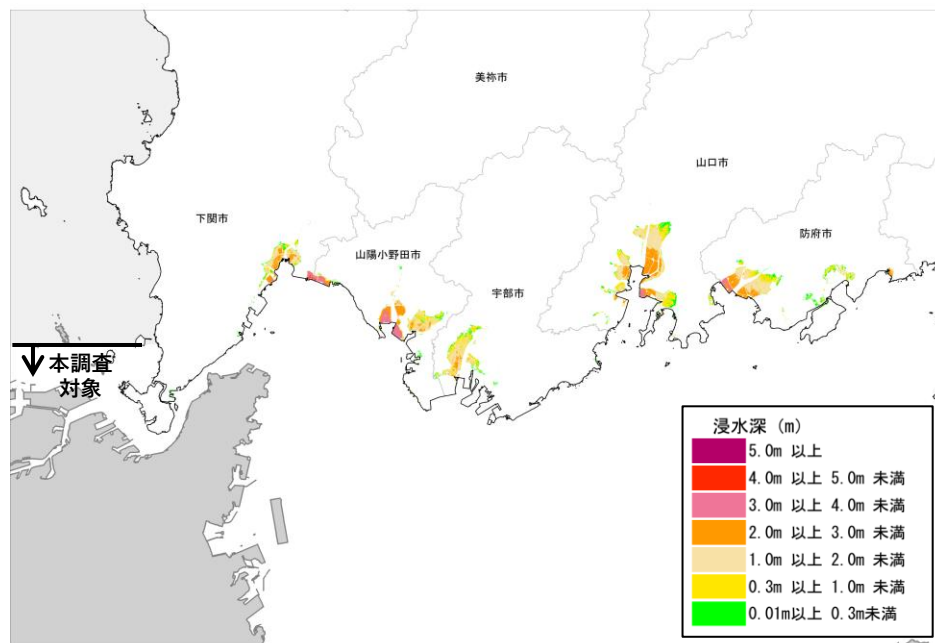 美祢市
山口市
下関市
防府市
山陽小野田市
宇部市
本調査
対象
浸水深 (m)
5.0m 以上
4.0m 以上 5.0m 未満
3.0m 以上 4.0m 未満
2.0m 以上 3.0m 未満
1.0m 以上 2.0m 未満
0.3m 以上 1.0m 未満
0.01m以上 0.3m未満